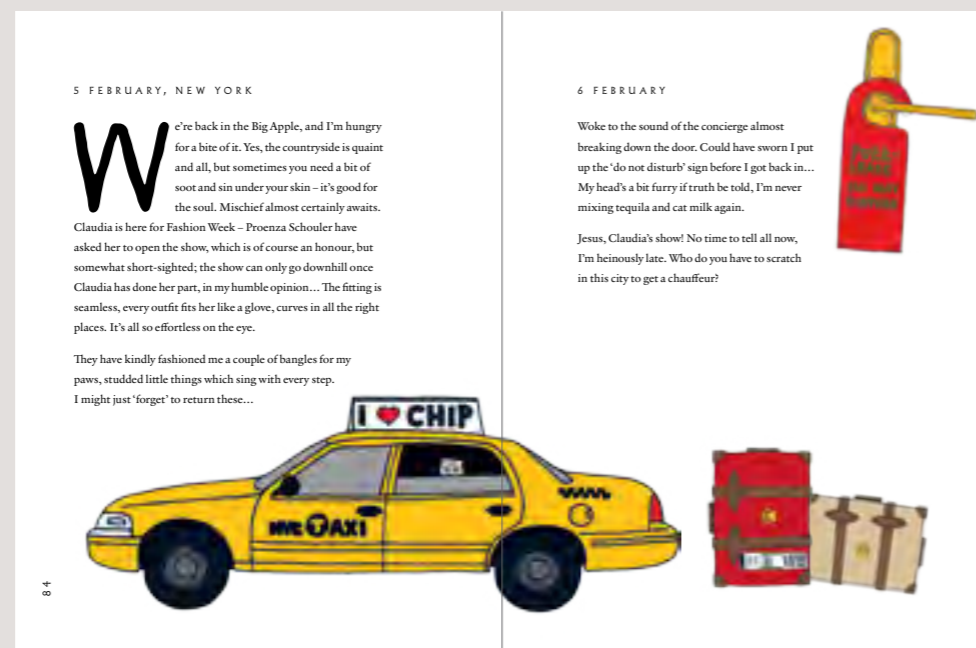 5 FEBRUARY, NEW YORK
We’re back in the Big Apple, and I’m hungry
for a bite of it. Yes, the countryside is quaint
and all, but sometimes you need a bit of
soot and sin under your skin – it’s good for
the soul. Mischief almost certainly awaits.
Claudia is here for Fashion Week – Proenza Schouler have
asked her to open the show, which is of course an honour, but
somewhat short-sighted; the show can only go downhill once
Claudia has done her part, in my humble opinion… The fitting is
seamless, every outfit fits her like a glove, curves in all the right
places. It’s all so effortless on the eye.
They have kindly fashioned me a couple of bangles for my
paws, studded little things which sing with every step.
I might just ‘forget’ to return these…
I ❤ CHIP
NYC TAXI
84
6 FEBRUARY
Woke to the sound of the concierge almost
breaking down the door. Could have sworn I put
up the ‘do not disturb’ sign before I got back in…
My head’s a bit furry if truth be told, I’m never
mixing tequila and cat milk again.
Jesus, Claudia’s show! No time to tell all now,
I’m heinously late. Who do you have to scratch
in this city to get a chauffeur?